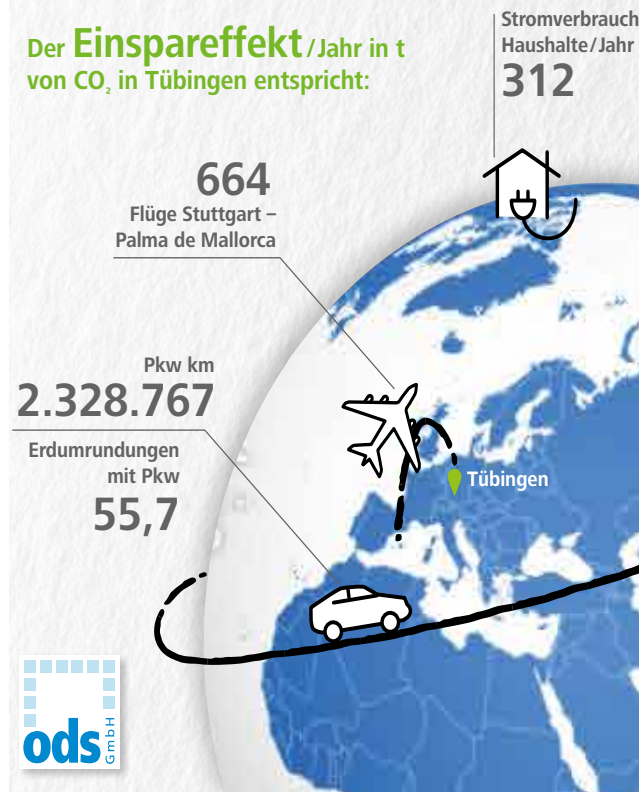 Der Einspareffekt/Jahr in t
von CO₂ in Tübingen entspricht:
Stromverbrauch
Haushalte/Jahr
312
664
Flüge Stuttgart –
Palma de Mallorca
Pkw km
2.328.767
Erdumrundungen
mit Pkw
55,7
Tübingen
ods GmbH